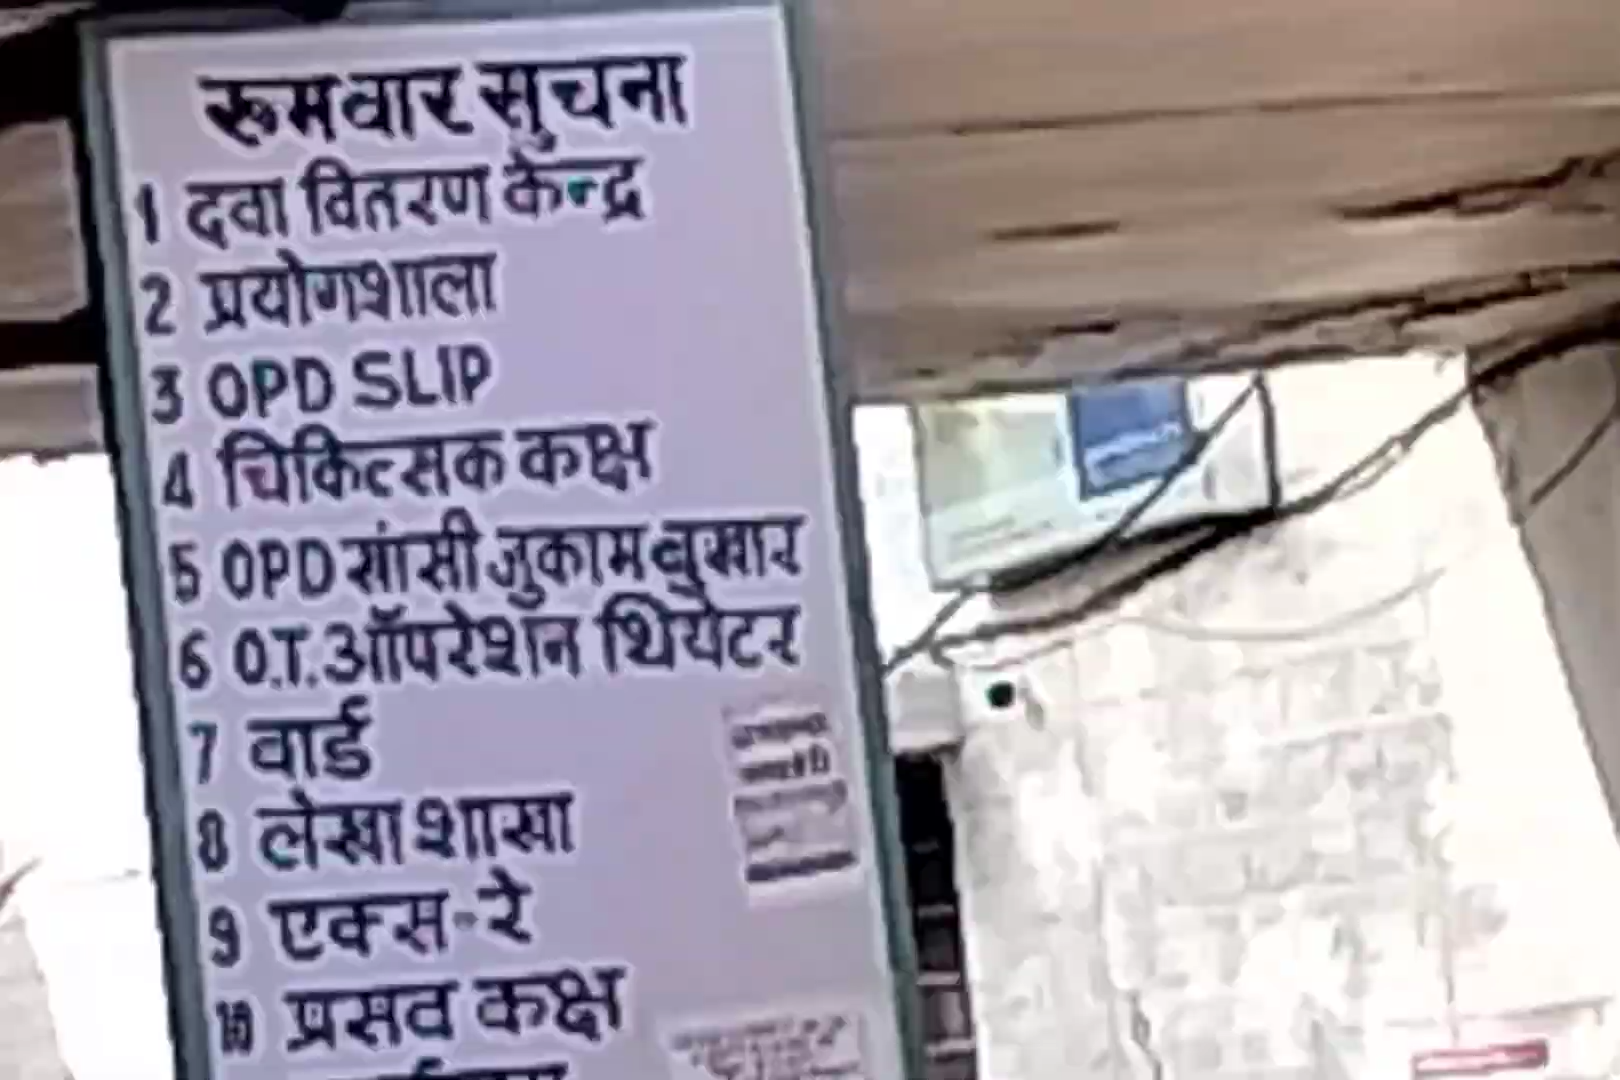 रूमवार सुचना
1 दवा वितरण केन्द्र
2 प्रयोगशाला
3 OPD SLIP
4 चिकित्सक कक्ष
5 OPD खांसी जुकाम बुखार
6 O.T. ऑपरेशन थियेटर
7 वार्ड
8 लेखा शाखा
9 एक्स-रे
10 प्रसव कक्ष